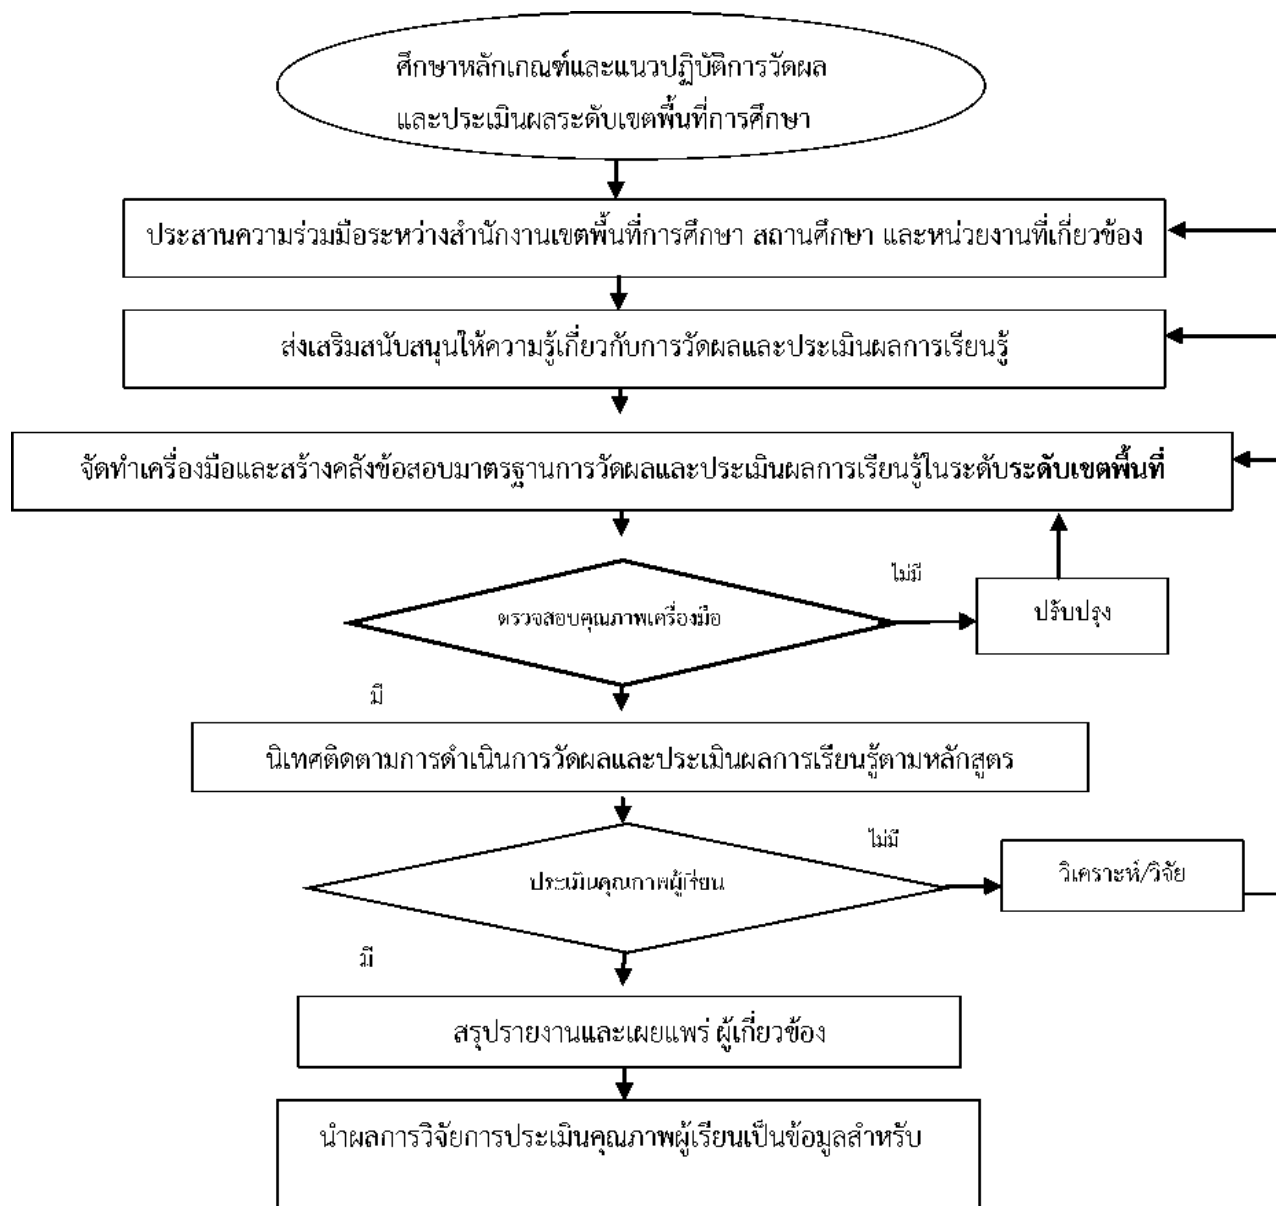 ศึกษาหลักเกณฑ์และแนวปฏิบัติการวัดผล
และประเมินผลระดับเขตพื้นที่การศึกษา
ประสานความร่วมมือระหว่างสำนักงานเขตพื้นที่การศึกษา สถานศึกษา และหน่วยงานที่เกี่ยวข้อง
ส่งเสริมสนับสนุนให้ความรู้เกี่ยวกับการวัดผลและประเมินผลการเรียนรู้
จัดทำเครื่องมือและสร้างคลังข้อสอบมาตรฐานการวัดผลและประเมินผลการเรียนรู้ในระดับระดับเขตพื้นที่
ไม่มี
ตรวจสอบคุณภาพเครื่องมือ
ปรับปรุง
มี
นิเทศติดตามการดำเนินการวัดผลและประเมินผลการเรียนรู้ตามหลักสูตร
ไม่มี
ประเมินคุณภาพผู้เรียน
วิเคราะห์/วิจัย
มี
สรุปรายงานและเผยแพร่ ผู้เกี่ยวข้อง
นำผลการวิจัยการประเมินคุณภาพผู้เรียนเป็นข้อมูลสำหรับ